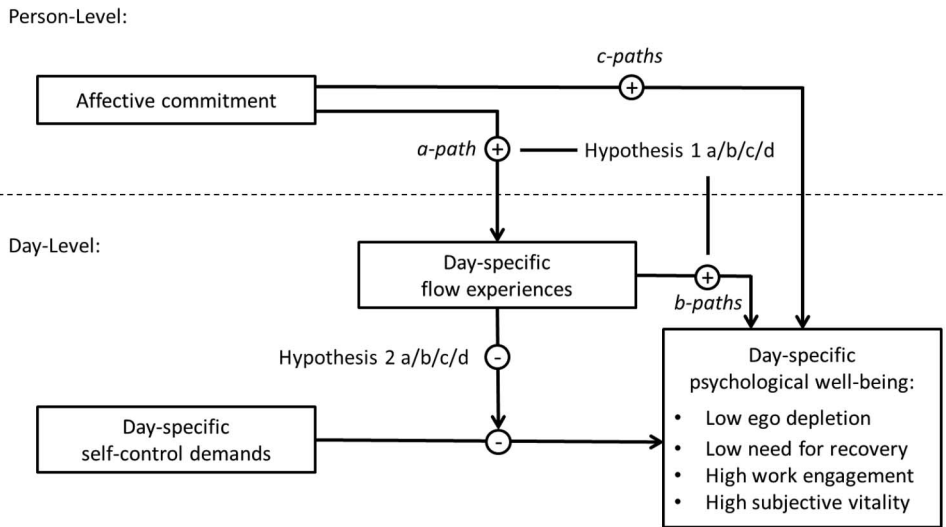 Person-Level:
c-paths
+
Affective commitment
a-path
+
Hypothesis 1 a/b/c/d
Day-Level:
Day-specific
flow experiences
+
b-paths
Hypothesis 2 a/b/c/d
-
Day-specific
psychological well-being:
• Low ego depletion
• Low need for recovery
• High work engagement
• High subjective vitality
Day-specific
self-control demands
-